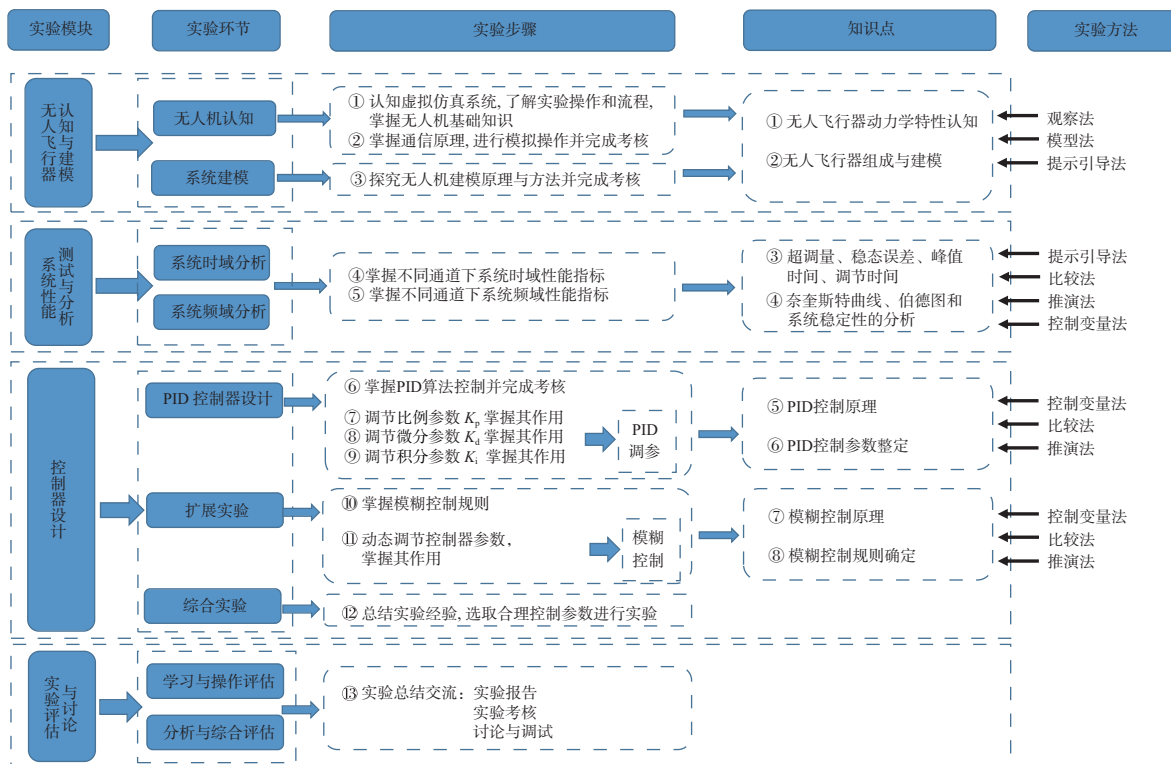 实验模块
实验环节
实验步骤
知识点
实验方法
无人飞行器
认知与建模
无人机认知
系统建模
① 认知虚拟仿真系统, 了解实验操作和流程,
掌握无人机基础知识
② 掌握通信原理, 进行模拟操作并完成考核
③ 探究无人机建模原理与方法并完成考核
① 无人飞行器动力学特性认知
② 无人飞行器组成与建模
观察法
模型法
提示引导法
系统性能
测试与分析
系统时域分析
系统频域分析
④ 掌握不同通道下系统时域性能指标
⑤ 掌握不同通道下系统频域性能指标
③ 超调量、稳态误差、峰值
时间、调节时间
④ 奈奎斯特曲线、伯德图和
系统稳定性的分析
提示引导法
比较法
推演法
控制变量法
控制器设计
PID 控制器设计
⑥ 掌握PID算法控制并完成考核
⑦ 调节比例参数 Kp 掌握其作用
⑧ 调节微分参数 Kd 掌握其作用
⑨ 调节积分参数 Ki 掌握其作用
PID
调参
⑤ PID控制原理
⑥ PID控制参数整定
控制变量法
比较法
推演法
扩展实验
⑩ 掌握模糊控制规则
⑪ 动态调节控制器参数,
掌握其作用
模糊
控制
⑦ 模糊控制原理
⑧ 模糊控制规则确定
控制变量法
比较法
推演法
综合实验
⑫ 总结实验经验, 选取合理控制参数进行实验
实验评估
与讨论
学习与操作评估
分析与综合评估
⑬ 实验总结交流: 实验报告
实验考核
讨论与调试